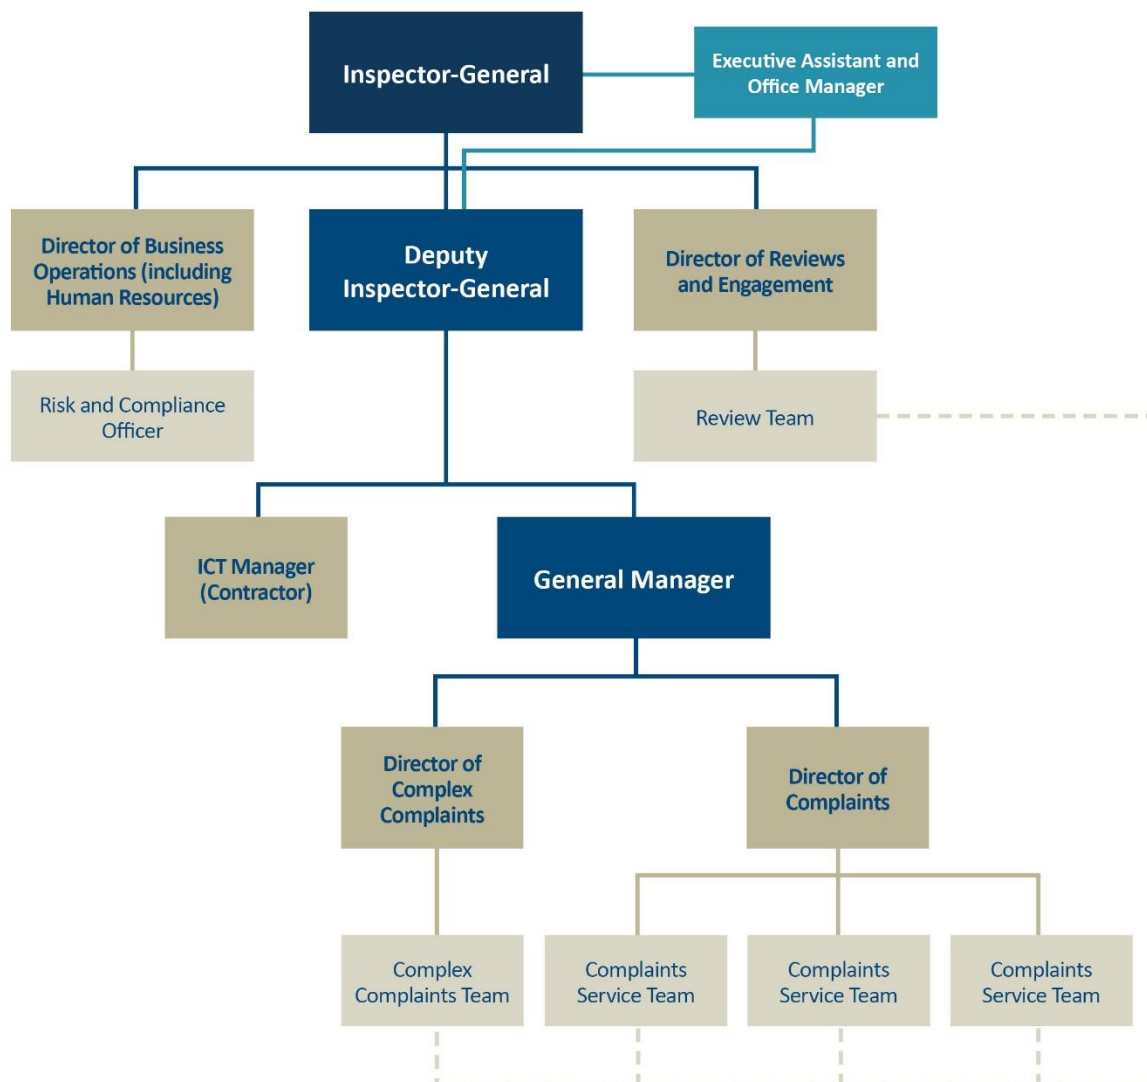 Inspector-General
Executive Assistant and
Office Manager
Director of Business
Operations (including
Human Resources)
Deputy
Inspector-General
Director of Reviews
and Engagement
Risk and Compliance
Officer
Review Team
ICT Manager
(Contractor)
General Manager
Director of
Complex
Complaints
Director of
Complaints
Complex
Complaints Team
Complaints
Service Team
Complaints
Service Team
Complaints
Service Team